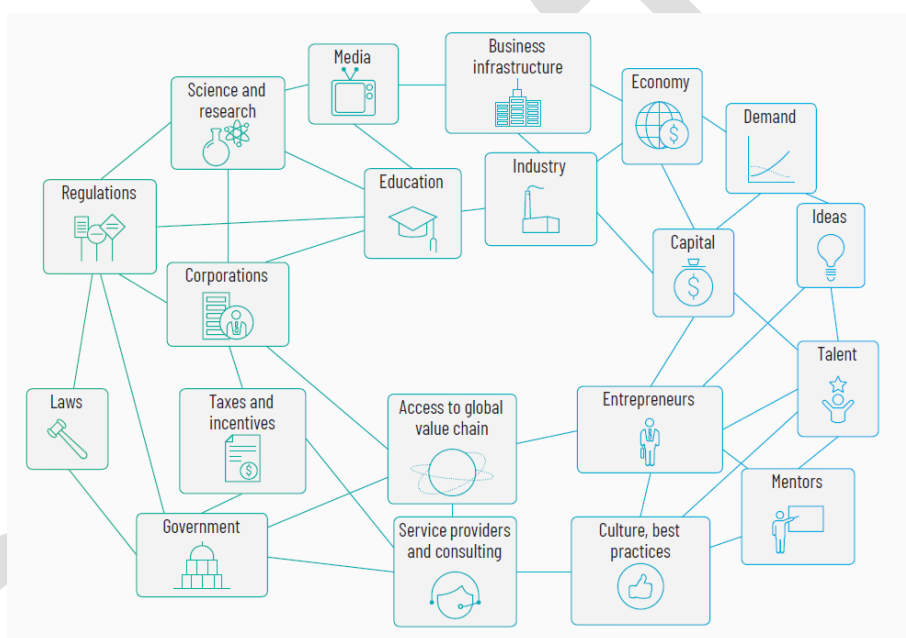 Media
Business
infrastructure
Science and
research
Economy
Demand
Regulations
Education
Industry
Ideas
Capital
Corporations
$
$
Talent
Laws
Taxes and
incentives
$
Access to global
value chain
Entrepreneurs
Mentors
Government
Service providers
and consulting
Culture, best
practices